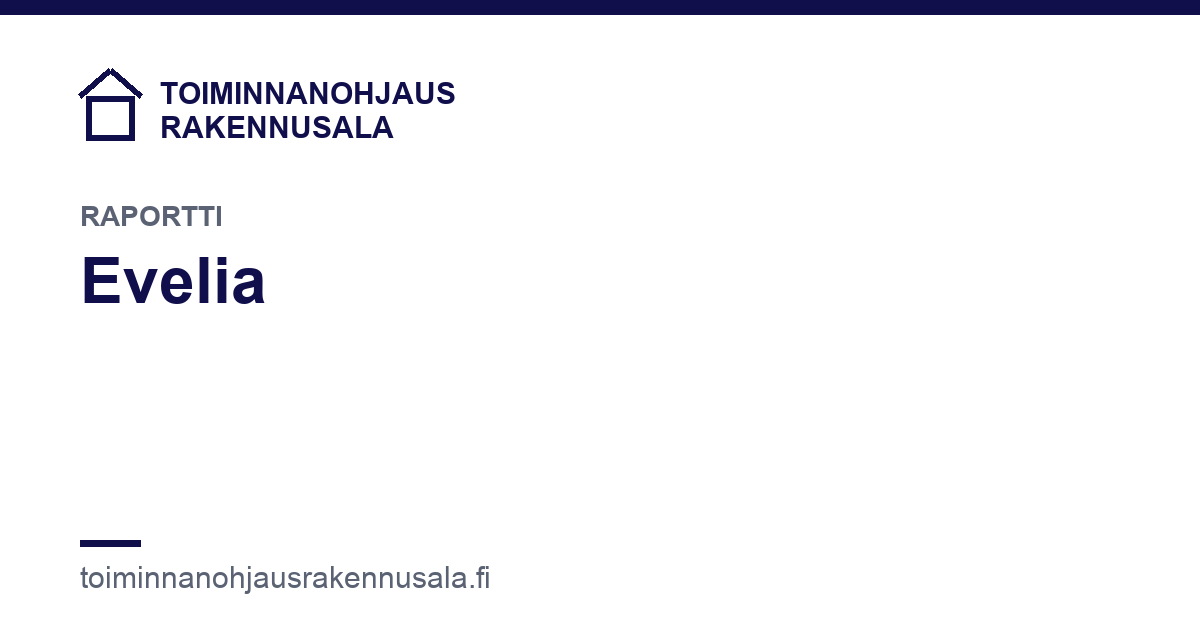 TOIMINNANOHJAUS
RAKENNUSALA
RAPORTTI
Evelia
toiminnanohjausrakennusala.fi